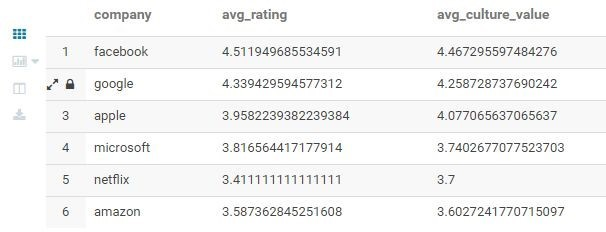 company avg_rating avg_culture_value
1 facebook 4.511949685534591 4.467295597484276
google 4.339429594577312 4.258728737690242
3 apple 3.9582239382239384 4.077065637065637
4 microsoft 3.816564417177914 3.7402677077523703
5 netflix 3.411111111111111 3.7
6 amazon 3.587362845251608 3.6027241770715097